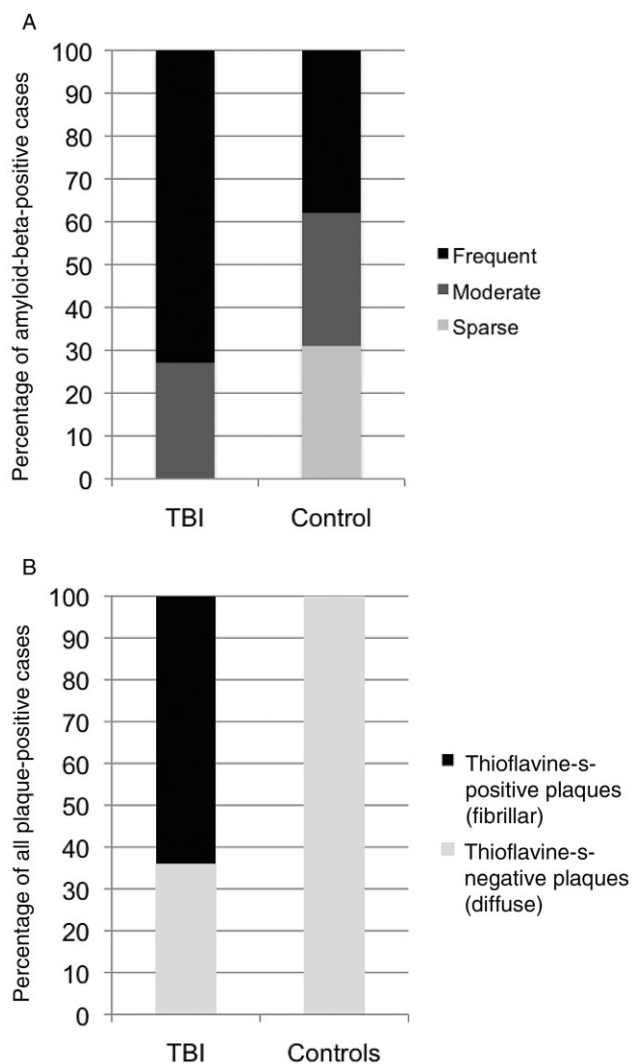 A
Percentage of amyloid-beta-positive cases
100
90
80
70
60
50
40
30
20
10
0
TBI Control
Frequent
Moderate
Sparse
B
Percentage of all plaque-positive cases
100
90
80
70
60
50
40
30
20
10
0
TBI Controls
Thioflavine-s-
positive plaques
(fibrillar)
Thioflavine-s-
negative plaques
(diffuse)